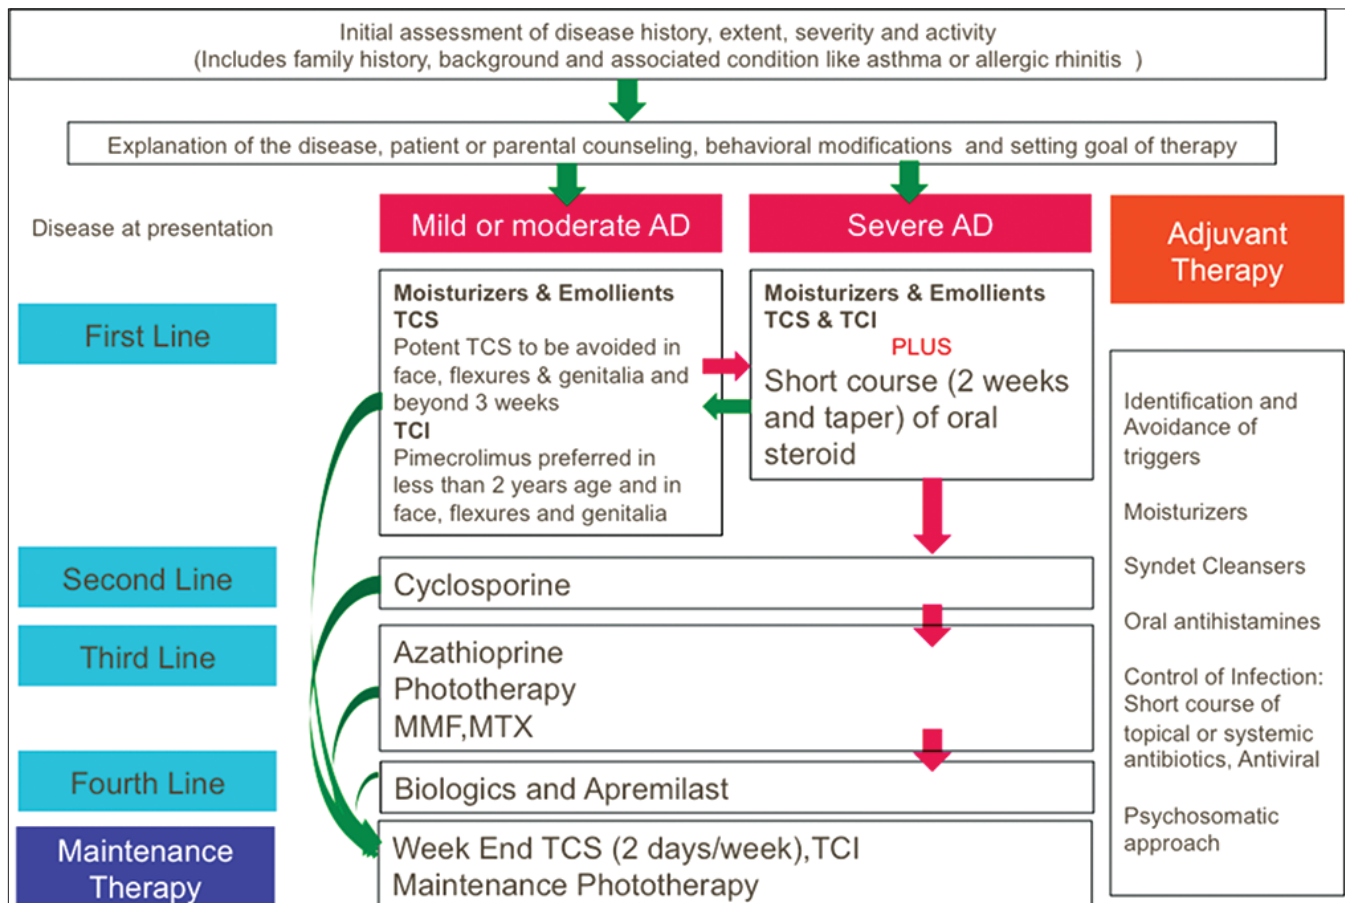 Initial assessment of disease history, extent, severity and activity
(Includes family history, background and associated condition like asthma or allergic rhinitis  )
Explanation of the disease, patient or parental counseling, behavioral modifications  and setting goal of therapy
Disease at presentation
Mild or moderate AD
Severe AD
Adjuvant
Therapy
First Line
Moisturizers & Emollients
TCS
Potent TCS to be avoided in
face, flexures & genitalia and
beyond 3 weeks
TCI
Pimecrolimus preferred in
less than 2 years age and in
face, flexures and genitalia
Moisturizers & Emollients
TCS & TCI
PLUS
Short course (2 weeks
and taper) of oral
steroid
Second Line
Cyclosporine
Third Line
Azathioprine
Phototherapy
MMF,MTX
Fourth Line
Biologics and Apremilast
Maintenance
Therapy
Week End TCS (2 days/week),TCI
Maintenance Phototherapy
Identification and
Avoidance of
triggers
Moisturizers
Syndet Cleansers
Oral antihistamines
Control of Infection:
Short course of
topical or systemic
antibiotics, Antiviral
Psychosomatic
approach